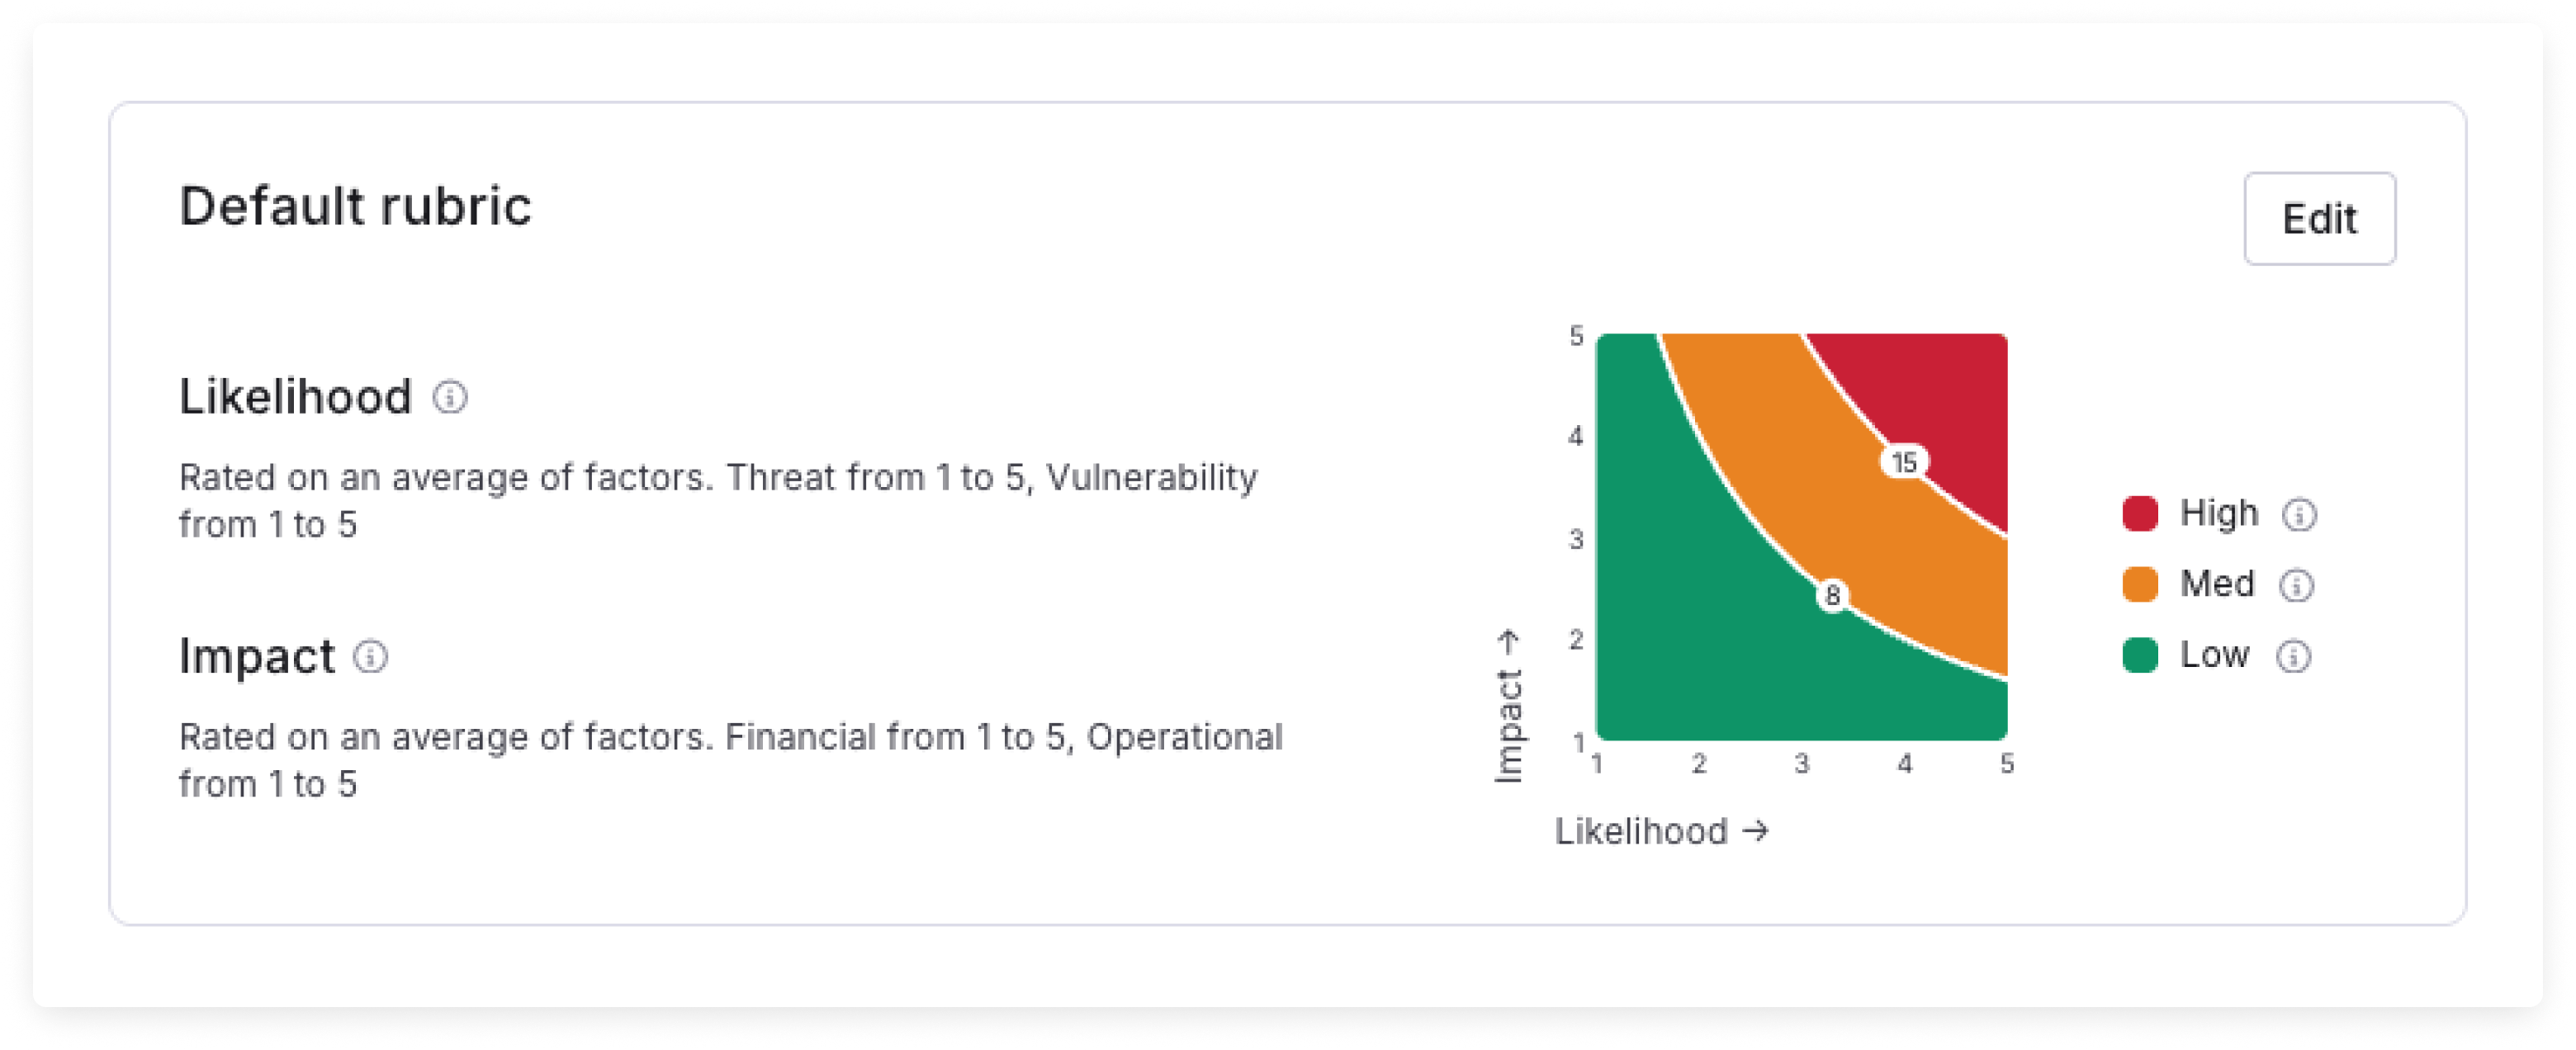 Default rubric
Edit
Likelihood
Rated on an average of factors. Threat from 1 to 5, Vulnerability
from 1 to 5
Impact
Rated on an average of factors. Financial from 1 to 5, Operational
from 1 to 5
5
4
3
2
1
Impact →
15
8
1 2 3 4 5
Likelihood →
High
Med
Low